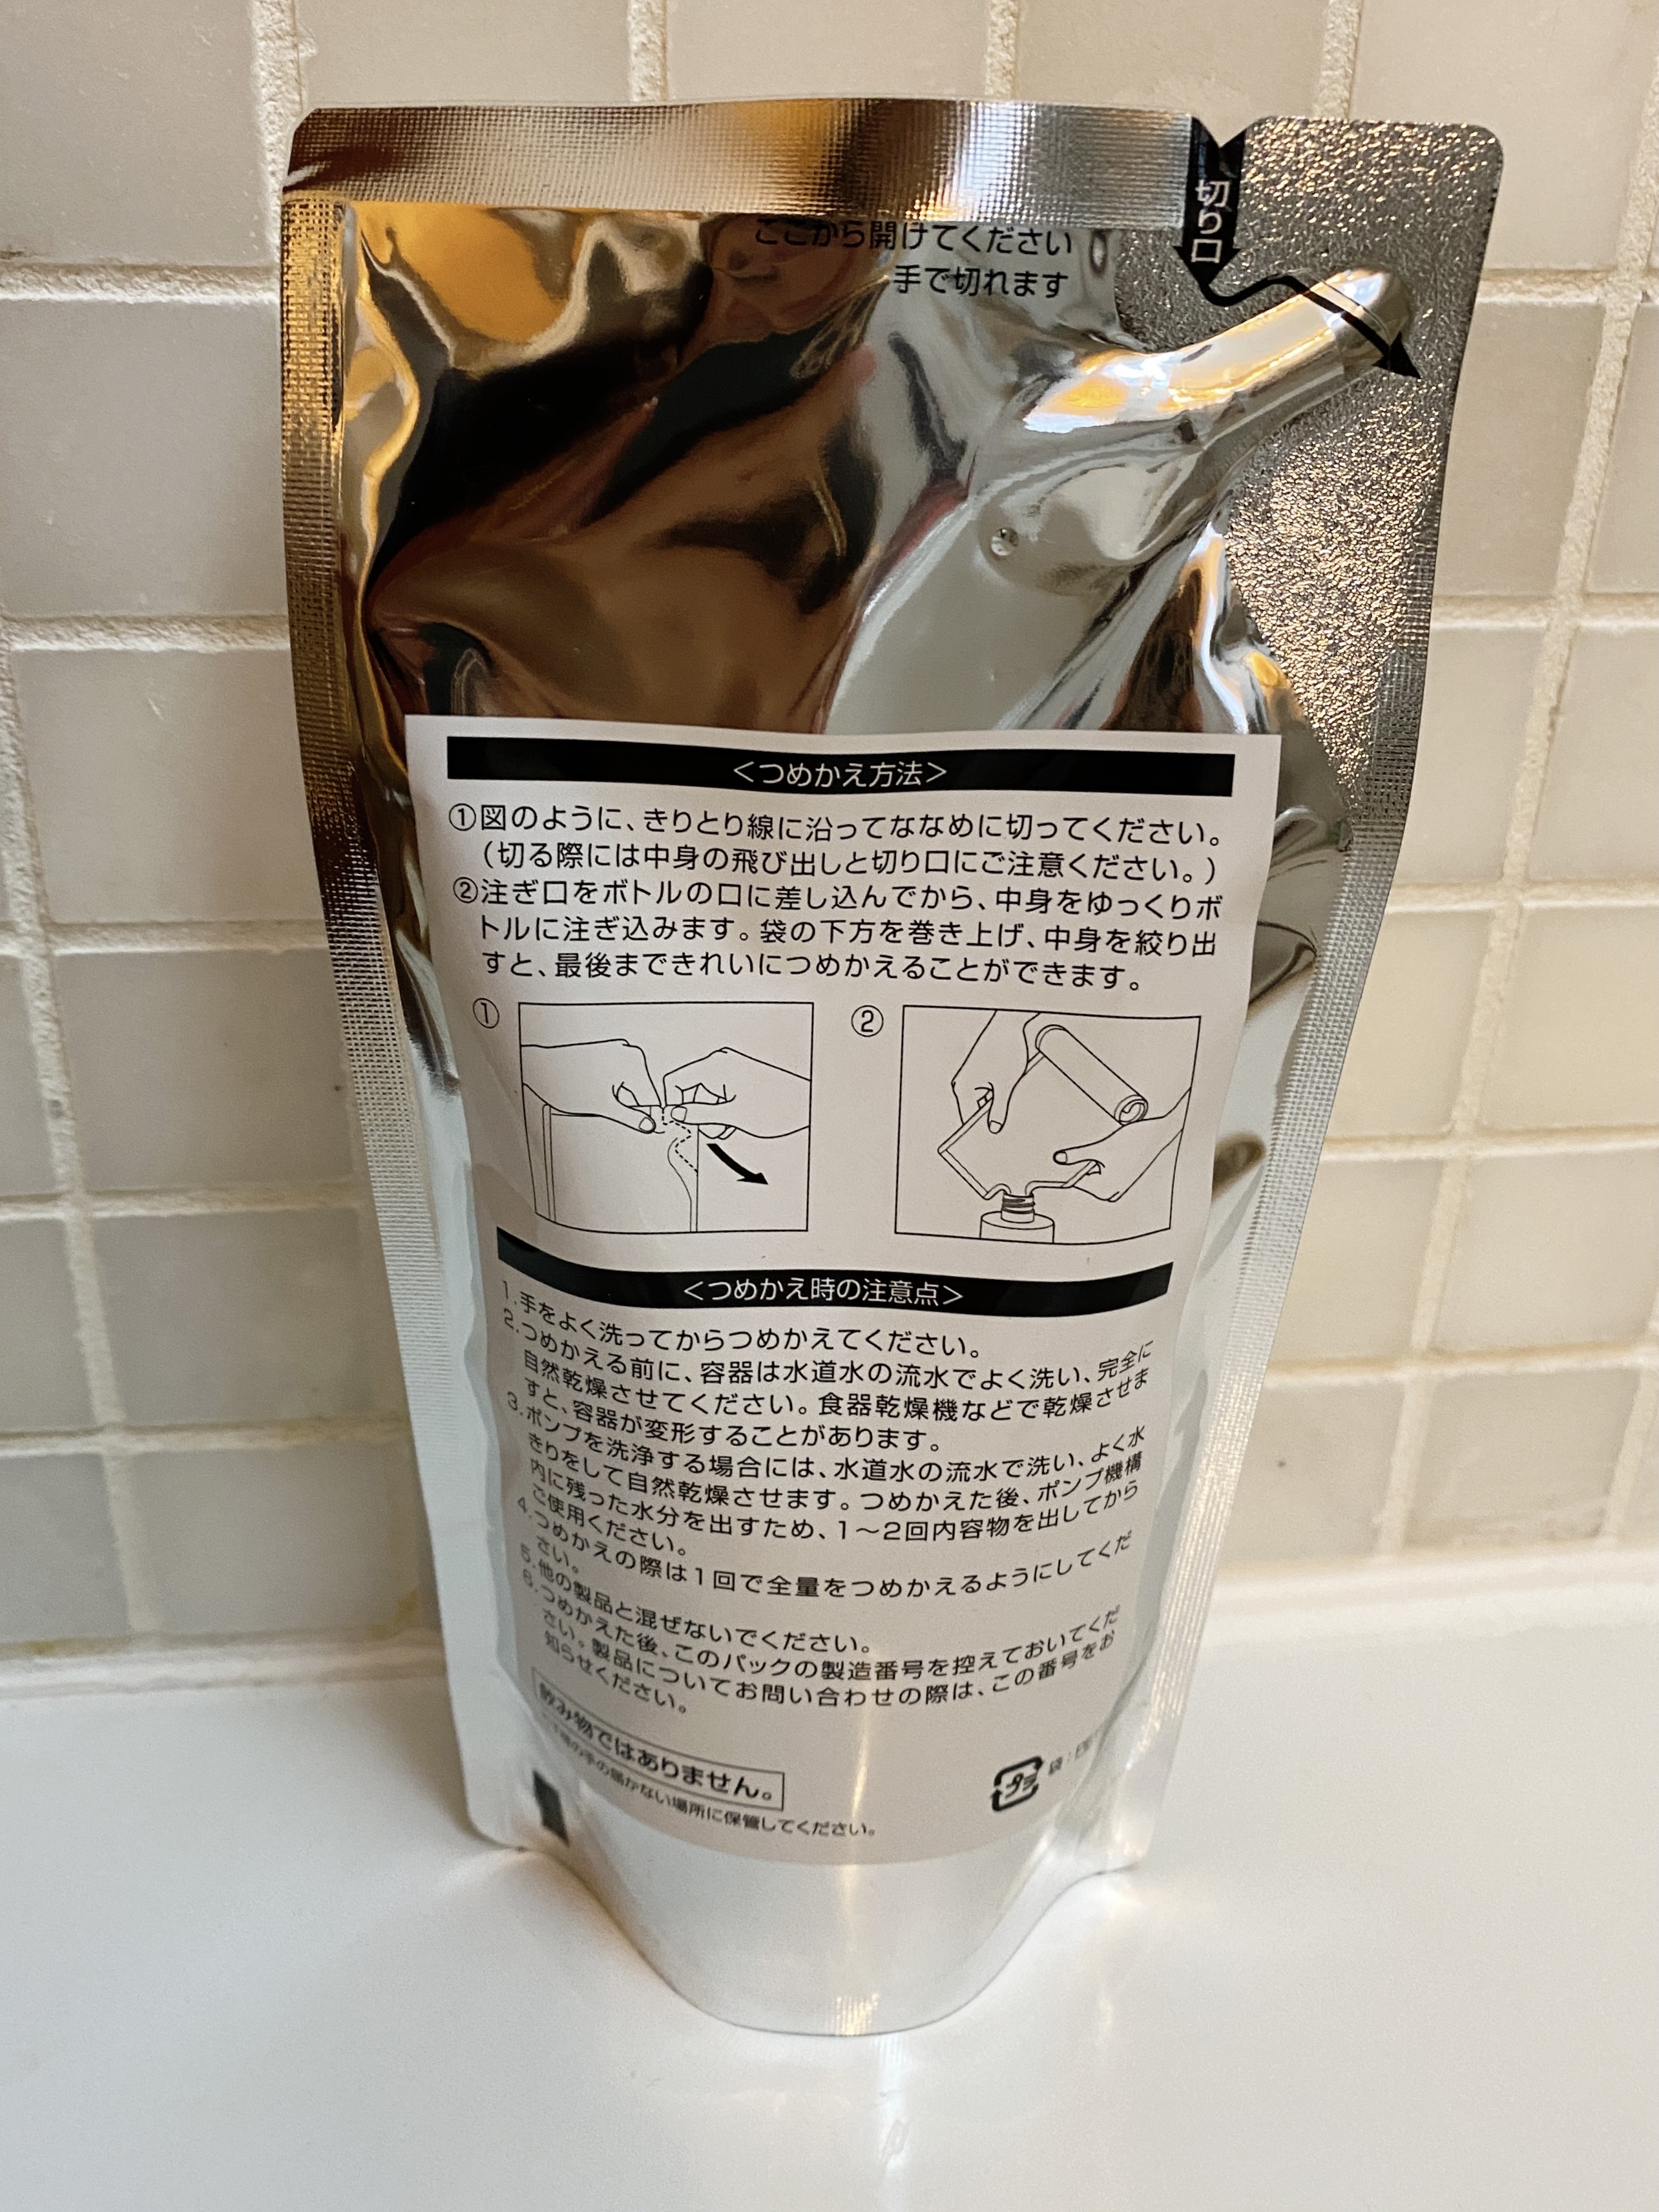 切り口
ここから開けてください
手で切れます
＜つめかえ方法＞
①図のように、きりとり線に沿ってななめに切ってください。
（切る際には中身の飛び出しと切り口にご注意ください。）
②注ぎ口をボトルの口に差し込んでから、中身をゆっくりボ
トルに注ぎ込みます。袋の下方を巻き上げ、中身を絞り出
すと、最後まできれいにつめかえることができます。
① ②
＜つめかえ時の注意点＞
1.手をよく洗ってからつめかえてください。
2.つめかえる前に、容器は水道水の流水でよく洗い、完全に
自然乾燥させてください。食器乾燥機などで乾燥させま
すと、容器が変形することがあります。
3.ポンプを洗浄する場合には、水道水の流水で洗い、よく水
きりをして自然乾燥させます。つめかえた後、ポンプ機構
内に残った水分を出すため、1～2回内容物を出してから
ご使用ください。
4.つめかえの際は1回で全量をつめかえるようにしてくだ
さい。
5.他の製品と混ぜないでください。
6.つめかえた後、このパックの製造番号を控えておいてくだ
さい。製品についてお問い合わせの際は、この番号をお
知らせください。
飲み物ではありません。
の手の届かない場所に保管してください。
プラ
袋：